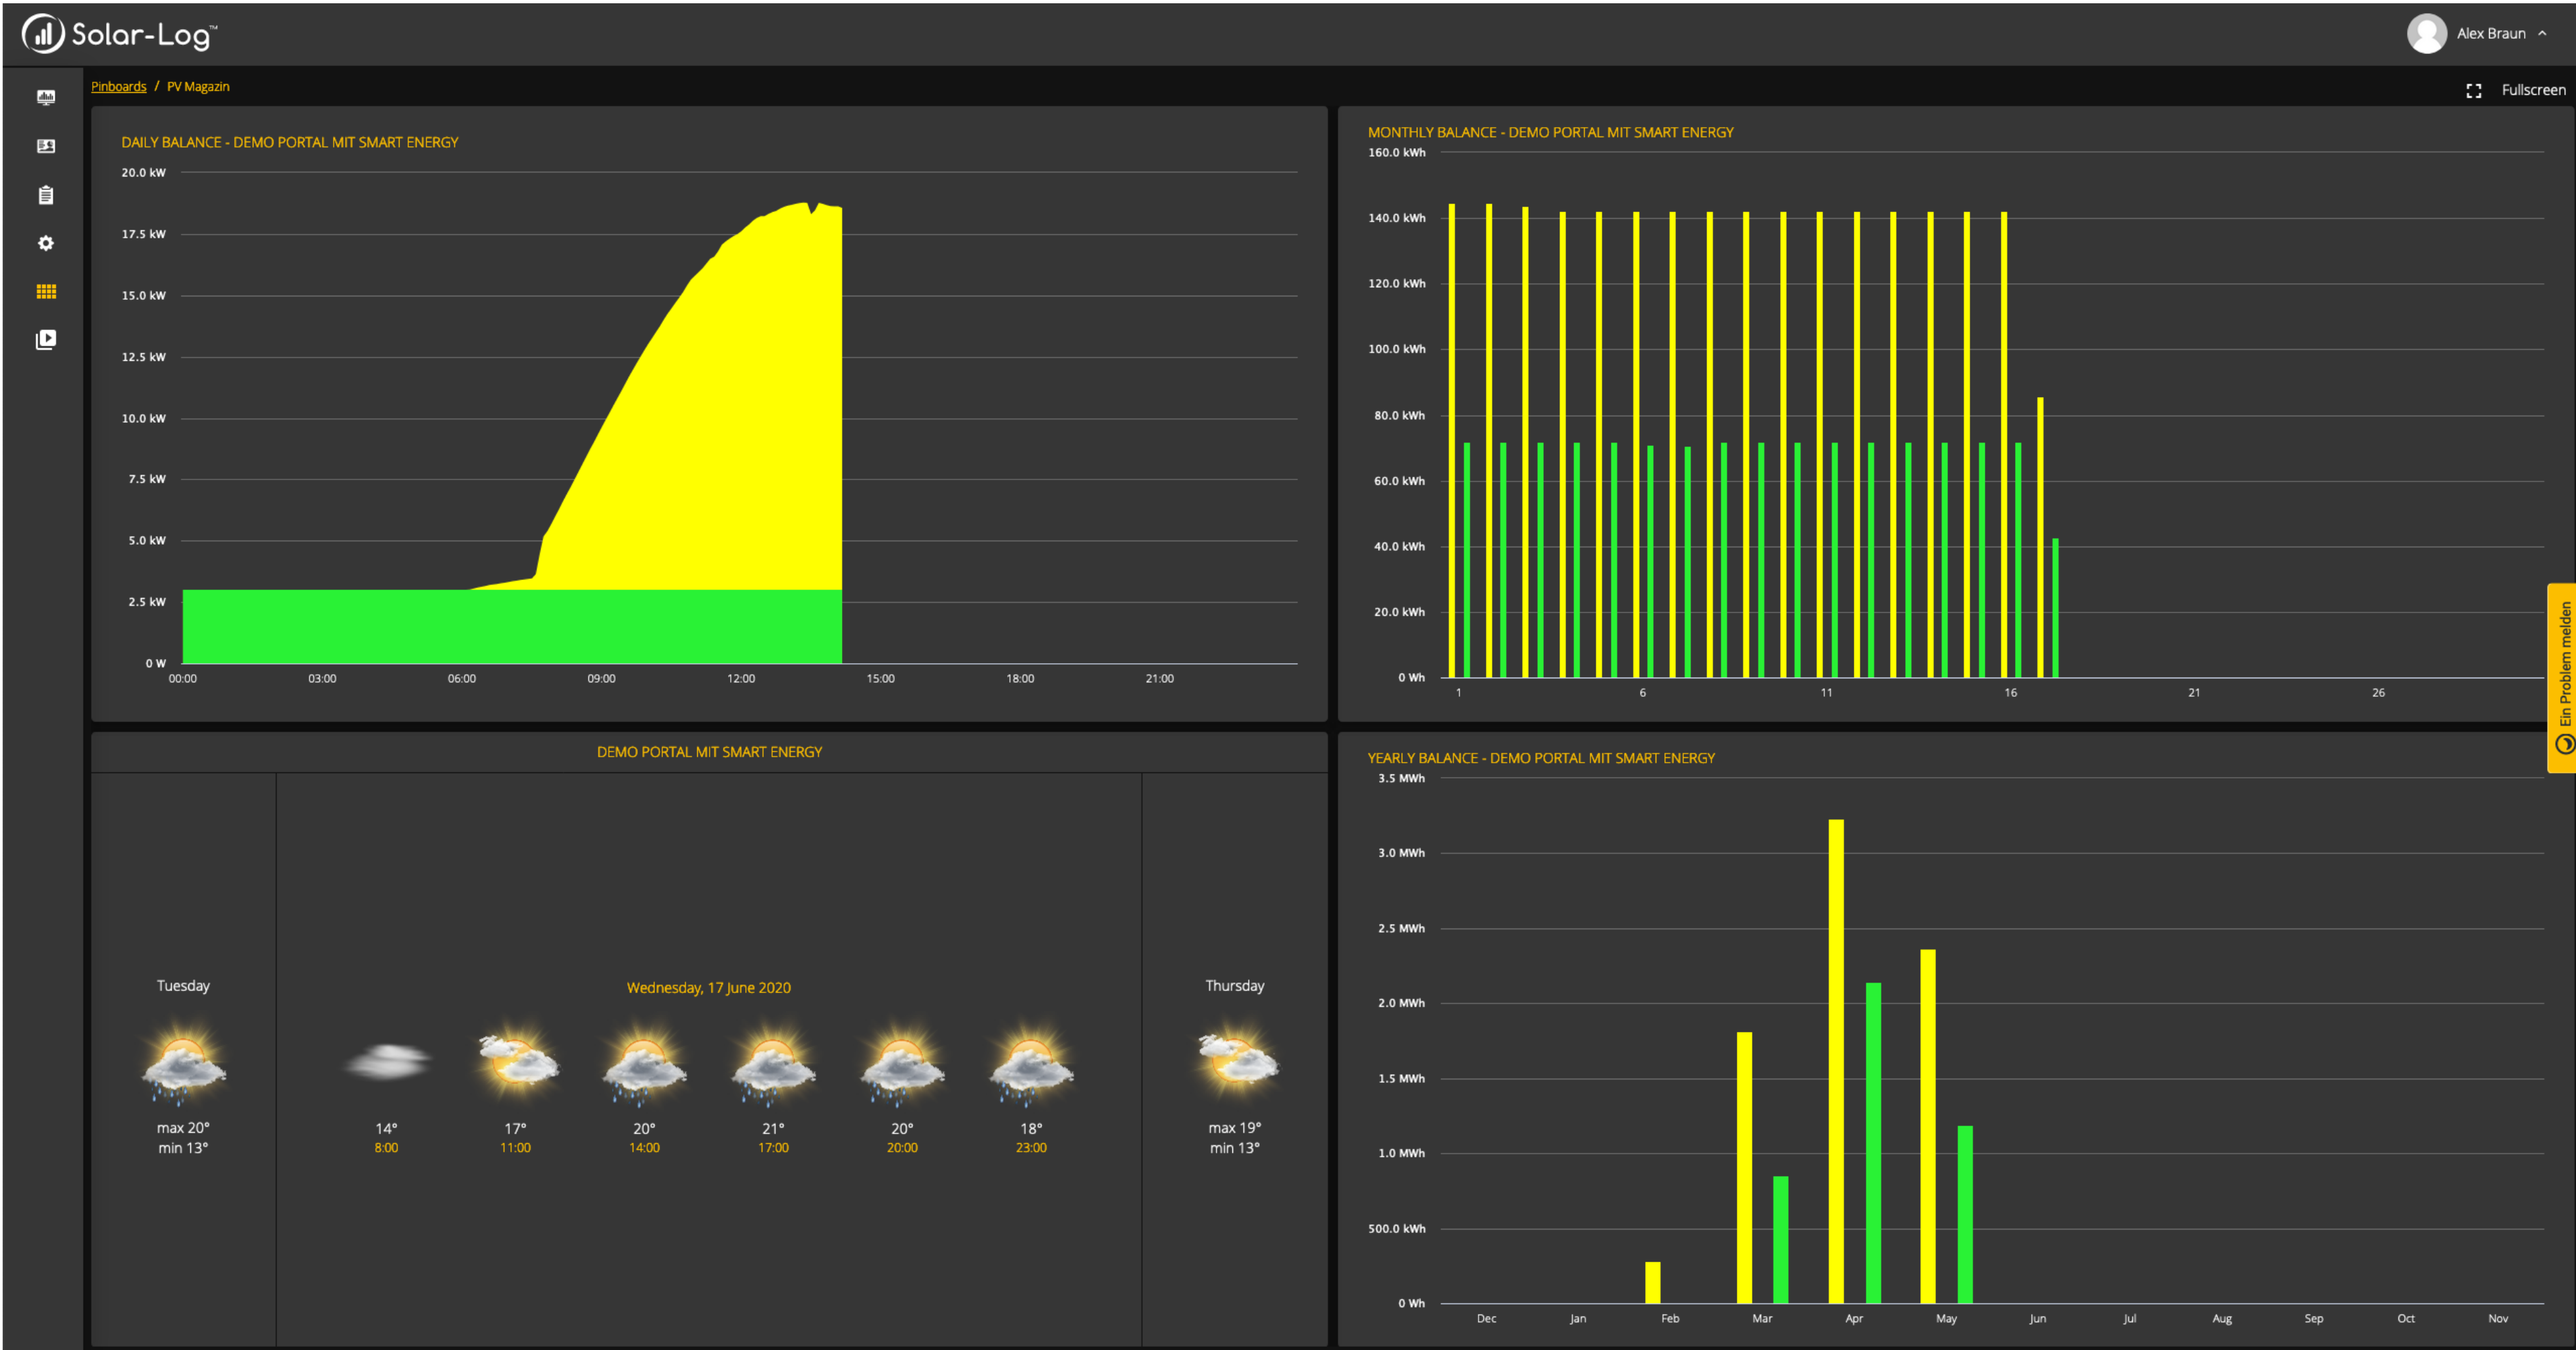 Solar-Log™
Alex Braun
Pinboards / PV Magazin
Fullscreen
DAILY BALANCE - DEMO PORTAL MIT SMART ENERGY
20.0 kW
17.5 kW
15.0 kW
12.5 kW
10.0 kW
7.5 kW
5.0 kW
2.5 kW
0 W
00:00 03:00 06:00 09:00 12:00 15:00 18:00 21:00
MONTHLY BALANCE - DEMO PORTAL MIT SMART ENERGY
160.0 kWh
140.0 kWh
120.0 kWh
100.0 kWh
80.0 kWh
60.0 kWh
40.0 kWh
20.0 kWh
0 Wh
1 6 11 16 21 26
Ein Problem melden
DEMO PORTAL MIT SMART ENERGY
Tuesday
max 20°
min 13°
Wednesday, 17 June 2020
14° 17° 20° 21° 20° 18°
8:00 11:00 14:00 17:00 20:00 23:00
Thursday
max 19°
min 13°
YEARLY BALANCE - DEMO PORTAL MIT SMART ENERGY
3.5 MWh
3.0 MWh
2.5 MWh
2.0 MWh
1.5 MWh
1.0 MWh
500.0 kWh
0 Wh
Dec Jan Feb Mar Apr May Jun Jul Aug Sep Oct Nov